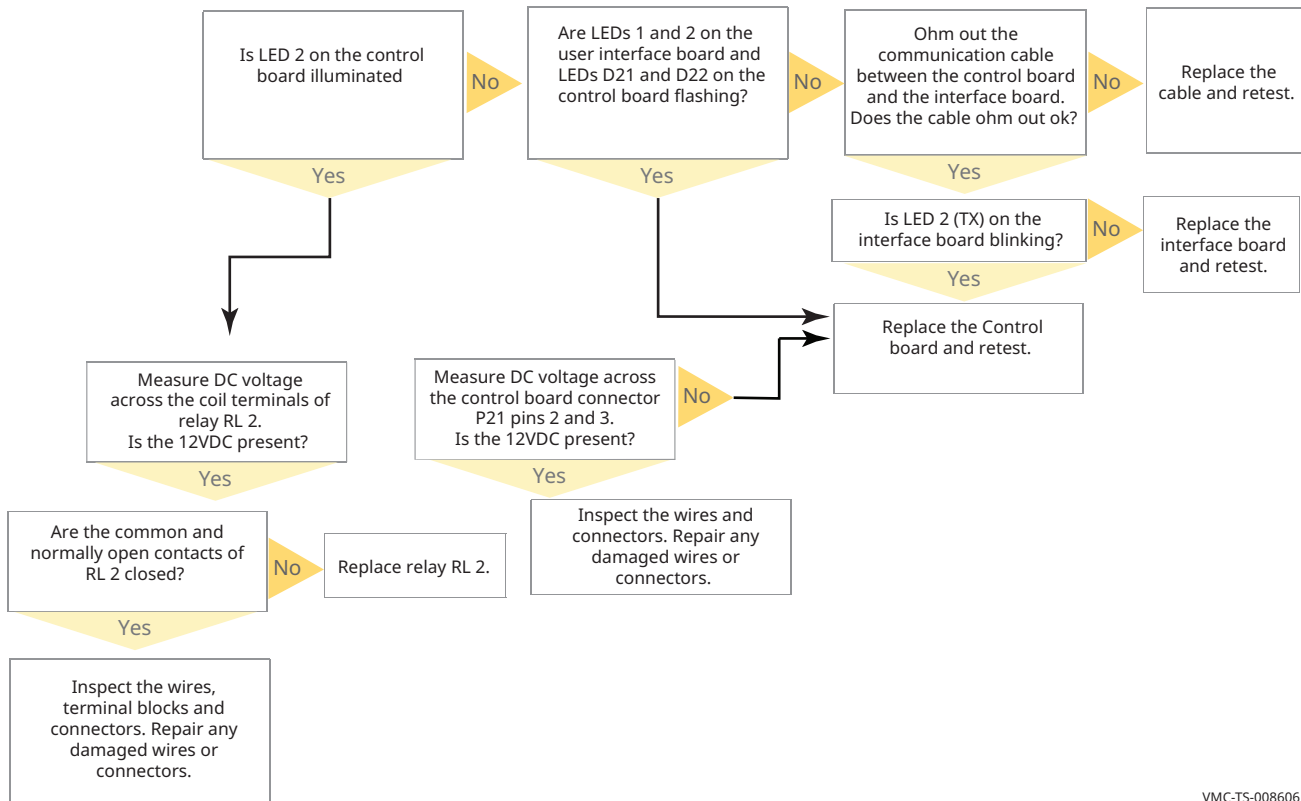 Is LED 2 on the control
board illuminated
No
Yes
Are LEDs 1 and 2 on the
user interface board and
LEDs D21 and D22 on the
control board flashing?
No
Yes
Ohm out the
communication cable
between the control board
and the interface board.
Does the cable ohm out ok?
No
Yes
Replace the
cable and retest.
Is LED 2 (TX) on the
interface board blinking?
No
Yes
Replace the
interface board
and retest.
Replace the Control
board and retest.
Measure DC voltage
across the coil terminals of
relay RL 2.
Is the 12VDC present?
Yes
Measure DC voltage across
the control board connector
P21 pins 2 and 3.
Is the 12VDC present?
No
Yes
Inspect the wires and
connectors. Repair any
damaged wires or
connectors.
Are the common and
normally open contacts of
RL 2 closed?
No
Yes
Replace relay RL 2.
Inspect the wires,
terminal blocks and
connectors. Repair any
damaged wires or
connectors.
VMC-TS-008606